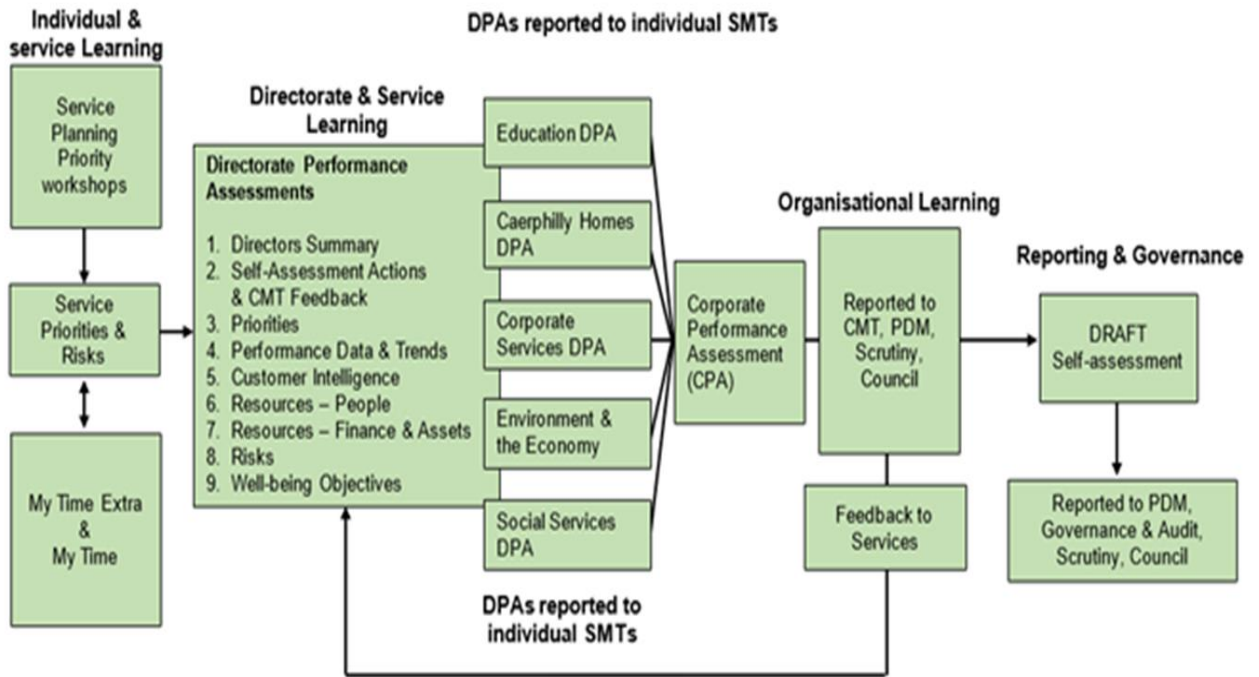 Individual &
service Learning
Service
Planning
Priority
workshops
Service
Priorities &
Risks
My Time Extra
&
My Time
DPAs reported to individual SMTs
Directorate & Service
Learning
Directorate Performance
Assessments
1. Directors Summary
2. Self-Assessment Actions
& CMT Feedback
3. Priorities
4. Performance Data & Trends
5. Customer Intelligence
6. Resources – People
7. Resources – Finance & Assets
8. Risks
9. Well-being Objectives
Education DPA
Caerphilly Homes
DPA
Corporate
Services DPA
Environment &
the Economy
Social Services
DPA
DPAs reported to
individual SMTs
Corporate
Performance
Assessment
(CPA)
Organisational Learning
Reported to
CMT, PDM,
Scrutiny,
Council
Feedback to
Services
Reporting & Governance
DRAFT
Self-assessment
Reported to PDM,
Governance & Audit,
Scrutiny, Council